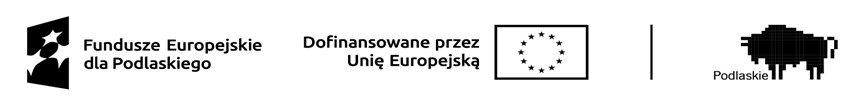 Fundusze Europejskie
dla Podlaskiego
Dofinansowane przez
Unię Europejską
Podlaskie